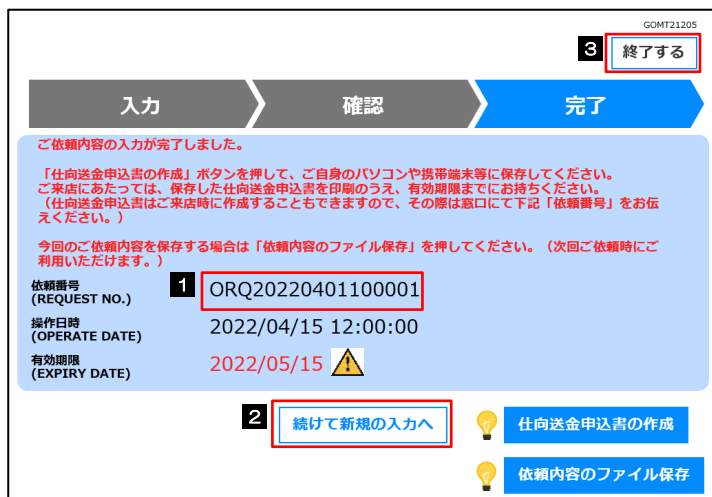 GOMT21205
3 終了する
入力 確認 完了
ご依頼内容の入力が完了しました。
「仕向送金申込書の作成」ボタンを押して、ご自身のパソコンや携帯端末等に保存してください。
ご来店にあたっては、保存した仕向送金申込書を印刷のうえ、有効期限までにお持ちください。
（仕向送金申込書はご来店時に作成することもできますので、その際は窓口にて下記「依頼番号」をお伝
えください。）
今回のご依頼内容を保存する場合は「依頼内容のファイル保存」を押してください。（次回ご依頼時にご
利用いただけます。）
依頼番号
(REQUEST NO.)
1 ORQ20220401100001
操作日時
(OPERATE DATE)
2022/04/15 12:00:00
有効期限
(EXPIRY DATE)
2022/05/15
2 続けて新規の入力へ
仕向送金申込書の作成
依頼内容のファイル保存